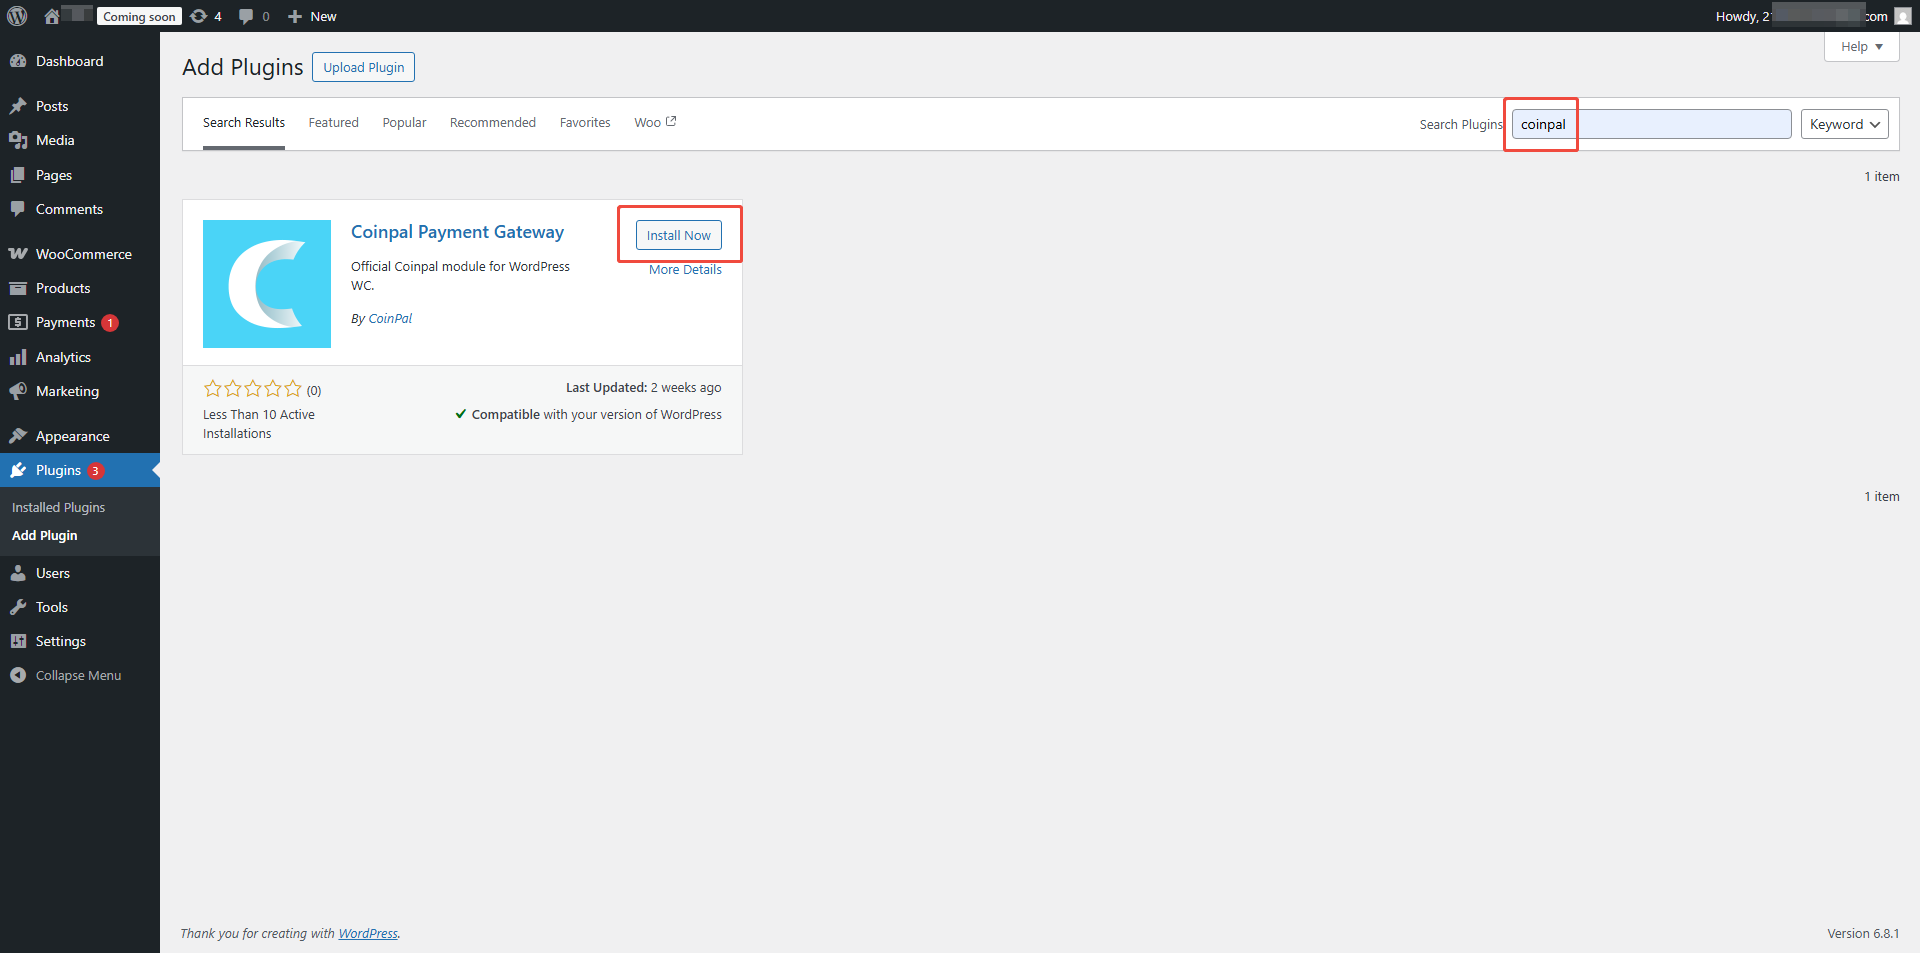 Coming soon
4
0
New
Howdy, 2
com
Help
Dashboard
Posts
Media
Pages
Comments
WooCommerce
Products
Payments 1
Analytics
Marketing
Appearance
Plugins 3
Installed Plugins
Add Plugin
Users
Tools
Settings
Collapse Menu
Add Plugins
Upload Plugin
Search Results
Featured
Popular
Recommended
Favorites
Woo
Search Plugins
coinpal
Keyword
1 item
Coinpal Payment Gateway
Install Now
More Details
Official Coinpal module for WordPress
WC.
By CoinPal
(0)
Less Than 10 Active
Installations
Last Updated: 2 weeks ago
Compatible with your version of WordPress
1 item
Thank you for creating with WordPress.
Version 6.8.1